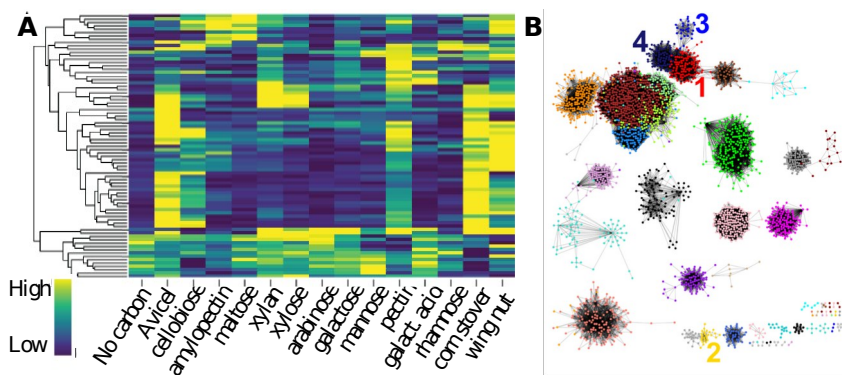 A
B
3
4
1
High
Low
No carbon
Avicel
cellobiose
amylopectin
maltose
xylan
xylose
arabinose
galactose
mannose
pectin
galact. acid
rhamnose
corn stover
wing nut
2